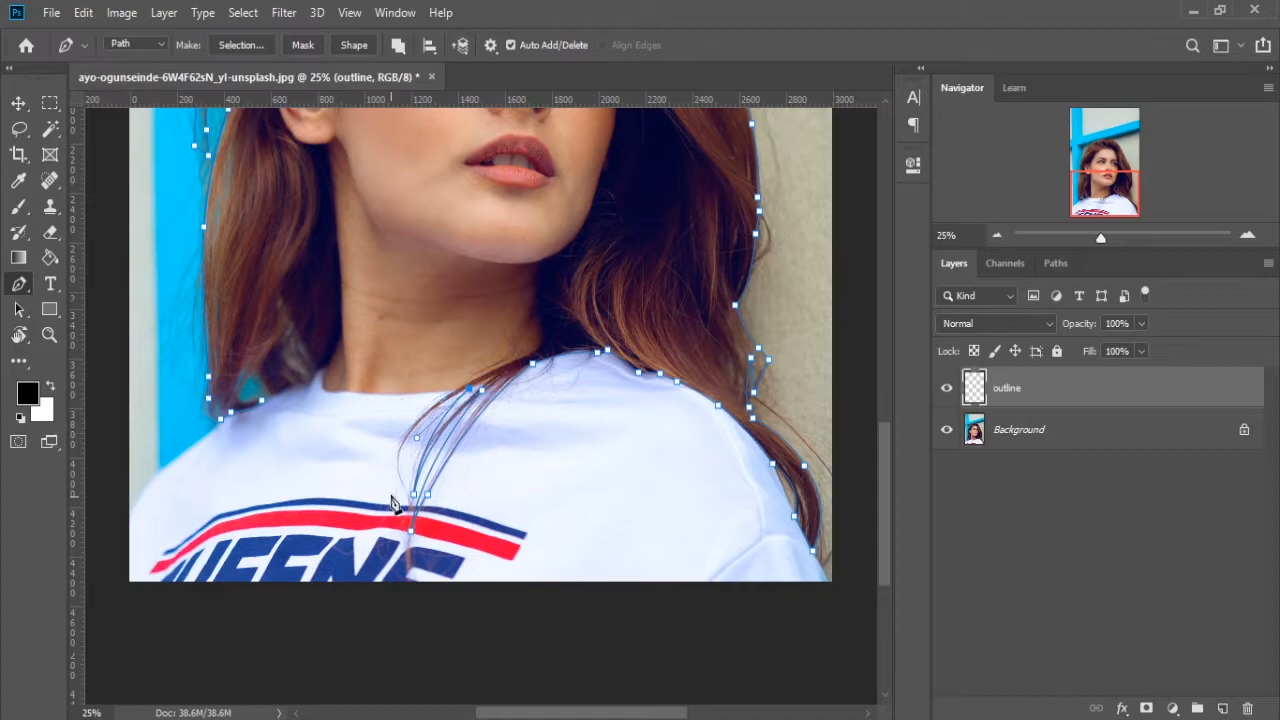 Ps File Edit Image Layer Type Select Filter 3D View Window Help
Path Make: Selection... Mask Shape Auto Add/Delete Align Edges
ayo-ogunseinde-6W4F62sN_yI-unsplash.jpg @ 25% (outline, RGB/8) *
200 0 200 400 600 800 1000 1200 1400 1600 1800 2000 2200 2400 2600 2800 3000
Navigator Learn
25%
Layers Channels Paths
Kind
Normal Opacity: 100%
Lock: Fill: 100%
outline
Background
QUEENS
25% Doc: 38.6M/38.6M